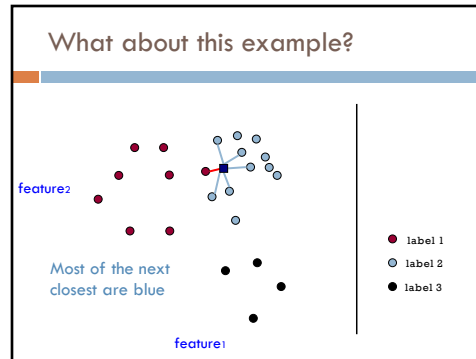 What about this example?
feature2
label 1
label 2
label 3
Most of the next
closest are blue
feature1